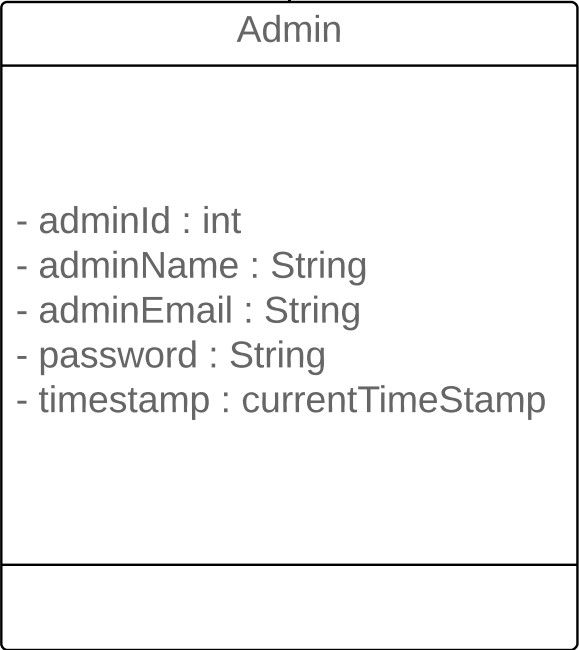 Admin
- adminId : int
- adminName : String
- adminEmail : String
- password : String
- timestamp : currentTimeStamp